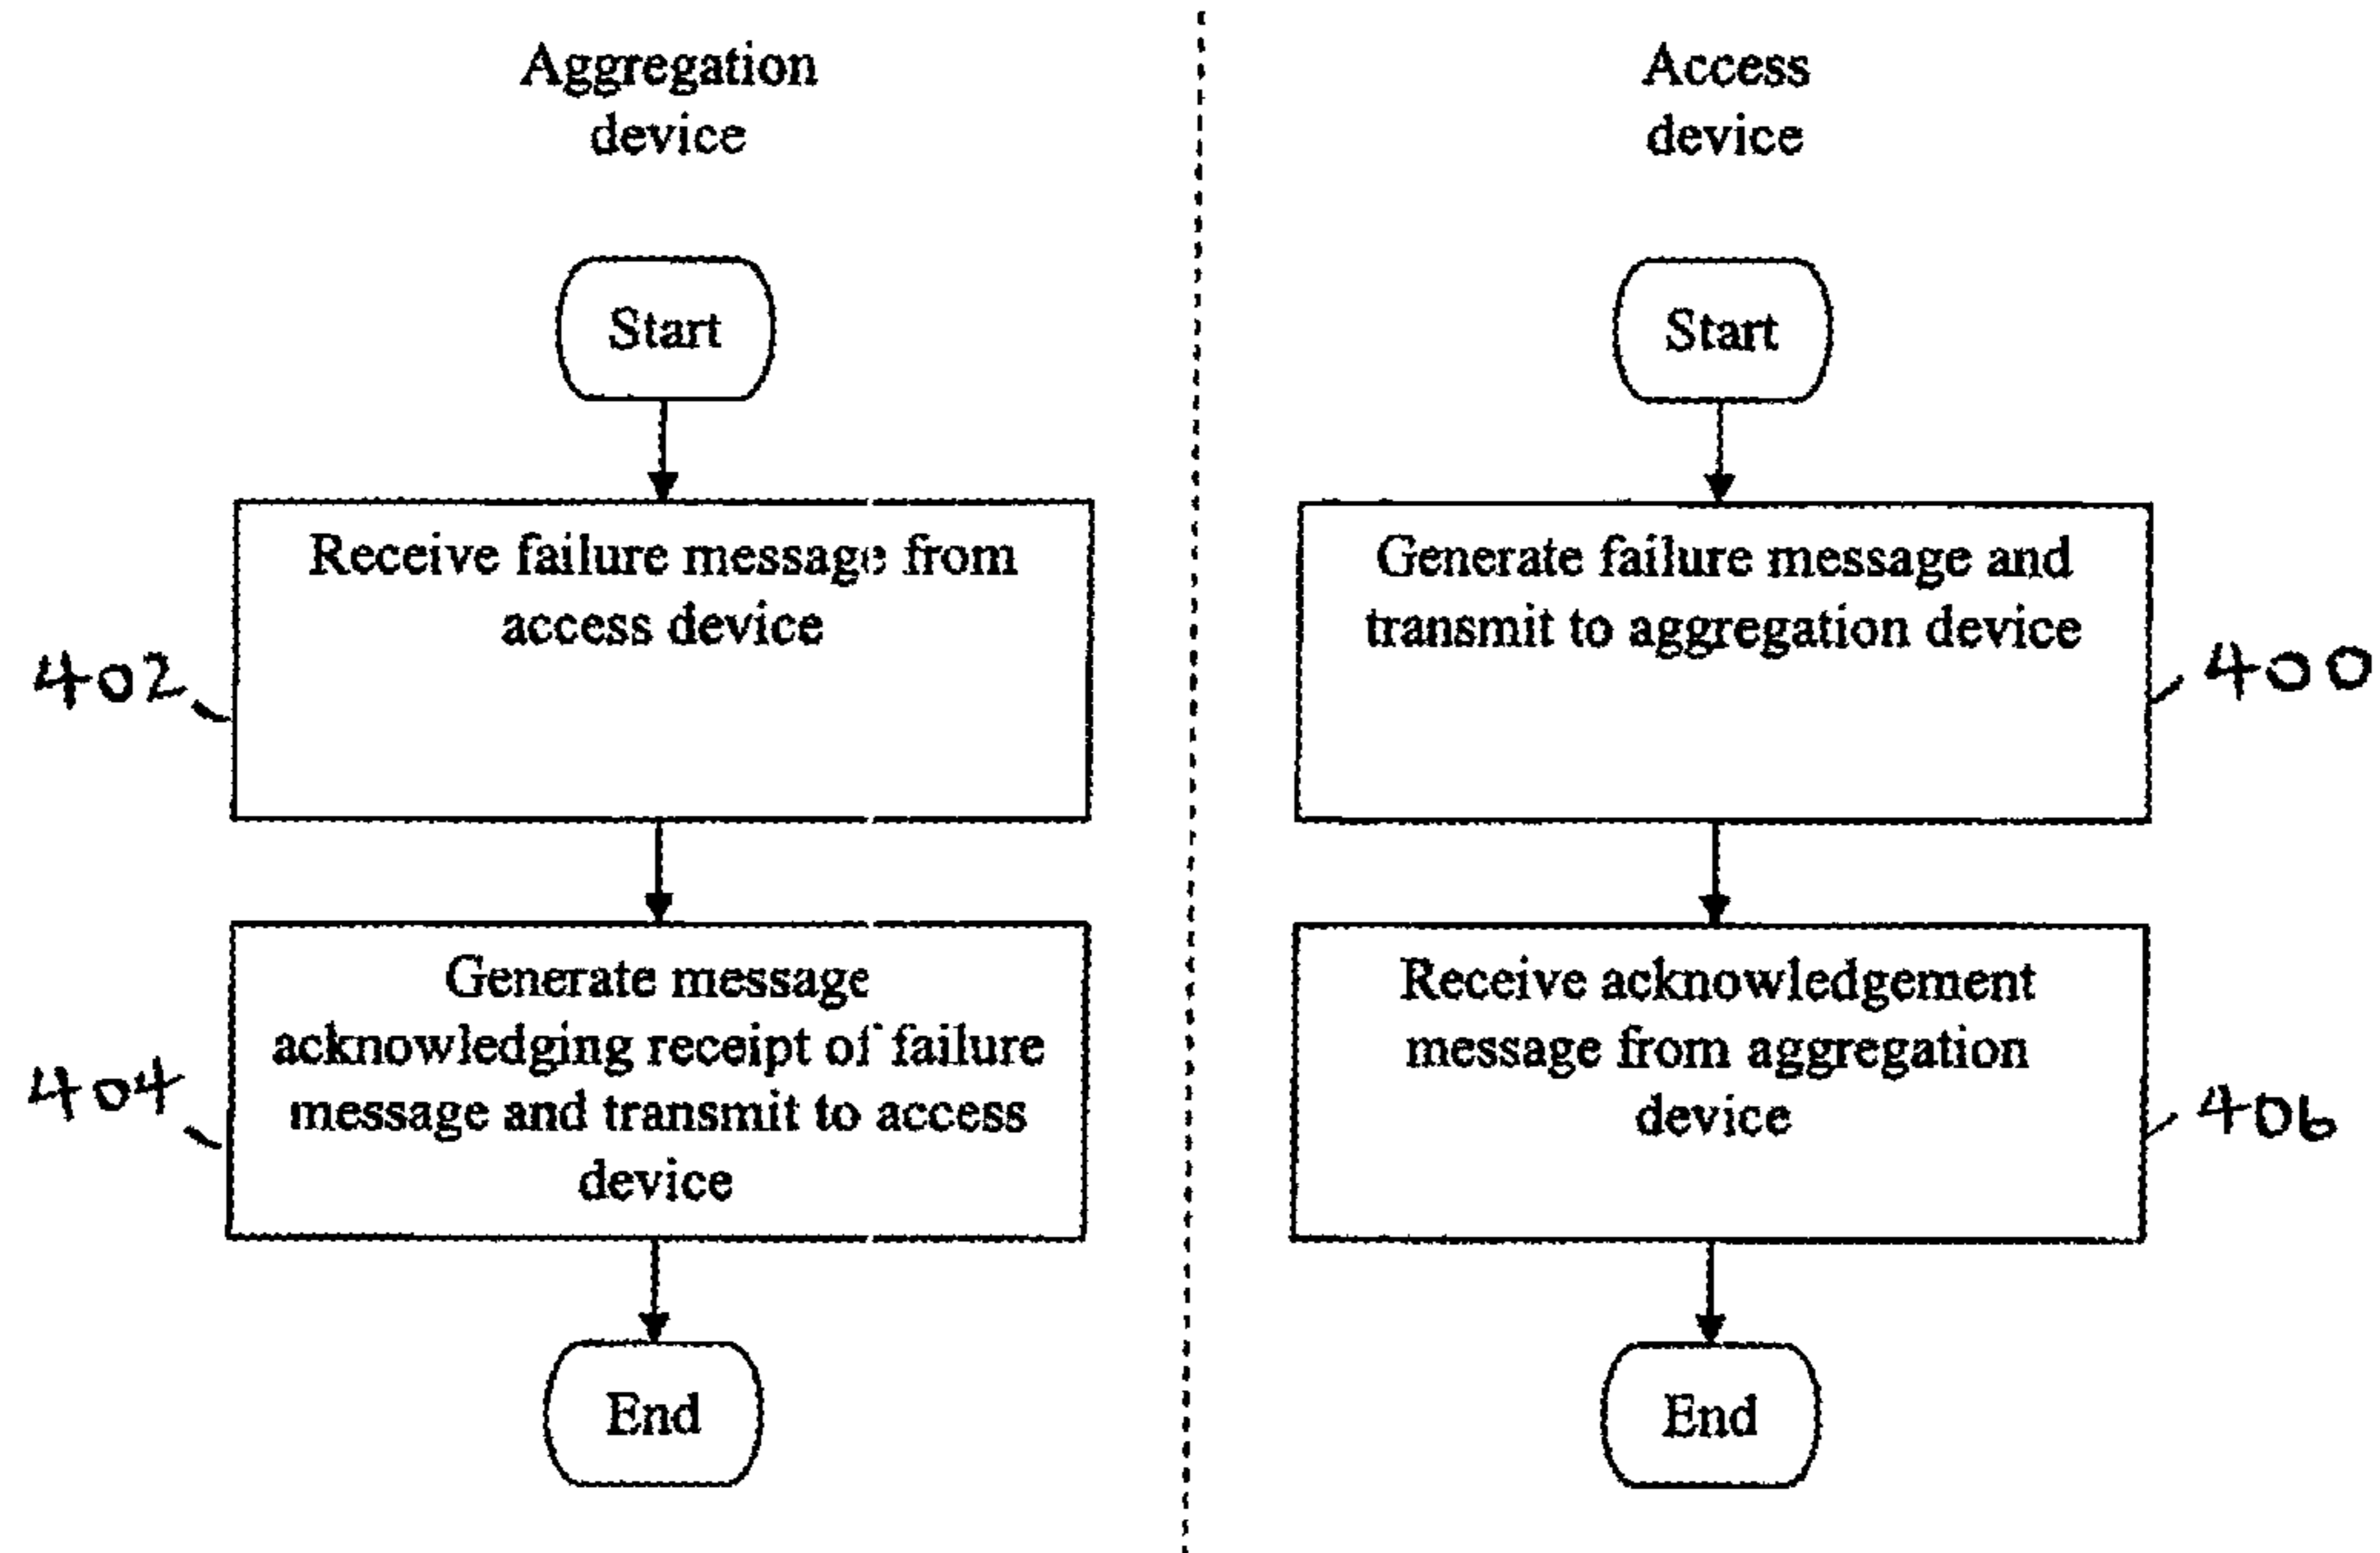 Aggregation
device
Start
Receive failure message from
access device
402
Generate message
acknowledging receipt of failure
message and transmit to access
device
404
End
Access
device
Start
Generate failure message and
transmit to aggregation device
400
Receive acknowledgement
message from aggregation
device
406
End